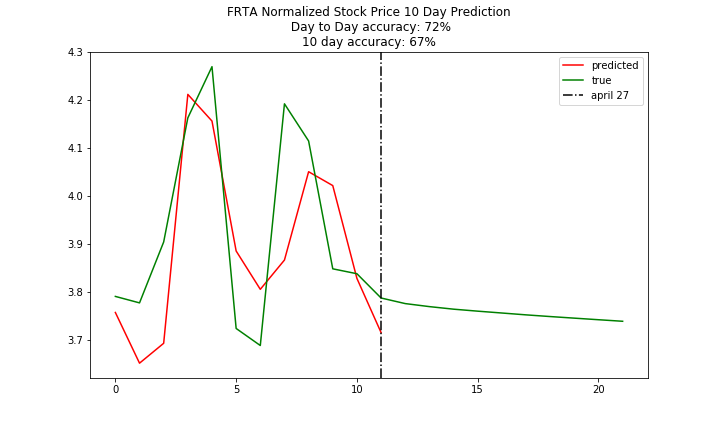 FRTA Normalized Stock Price 10 Day Prediction
Day to Day accuracy: 72%
10 day accuracy: 67%
4.3
4.2
4.1
4.0
3.9
3.8
3.7
0
5
10
15
20
predicted
true
april 27